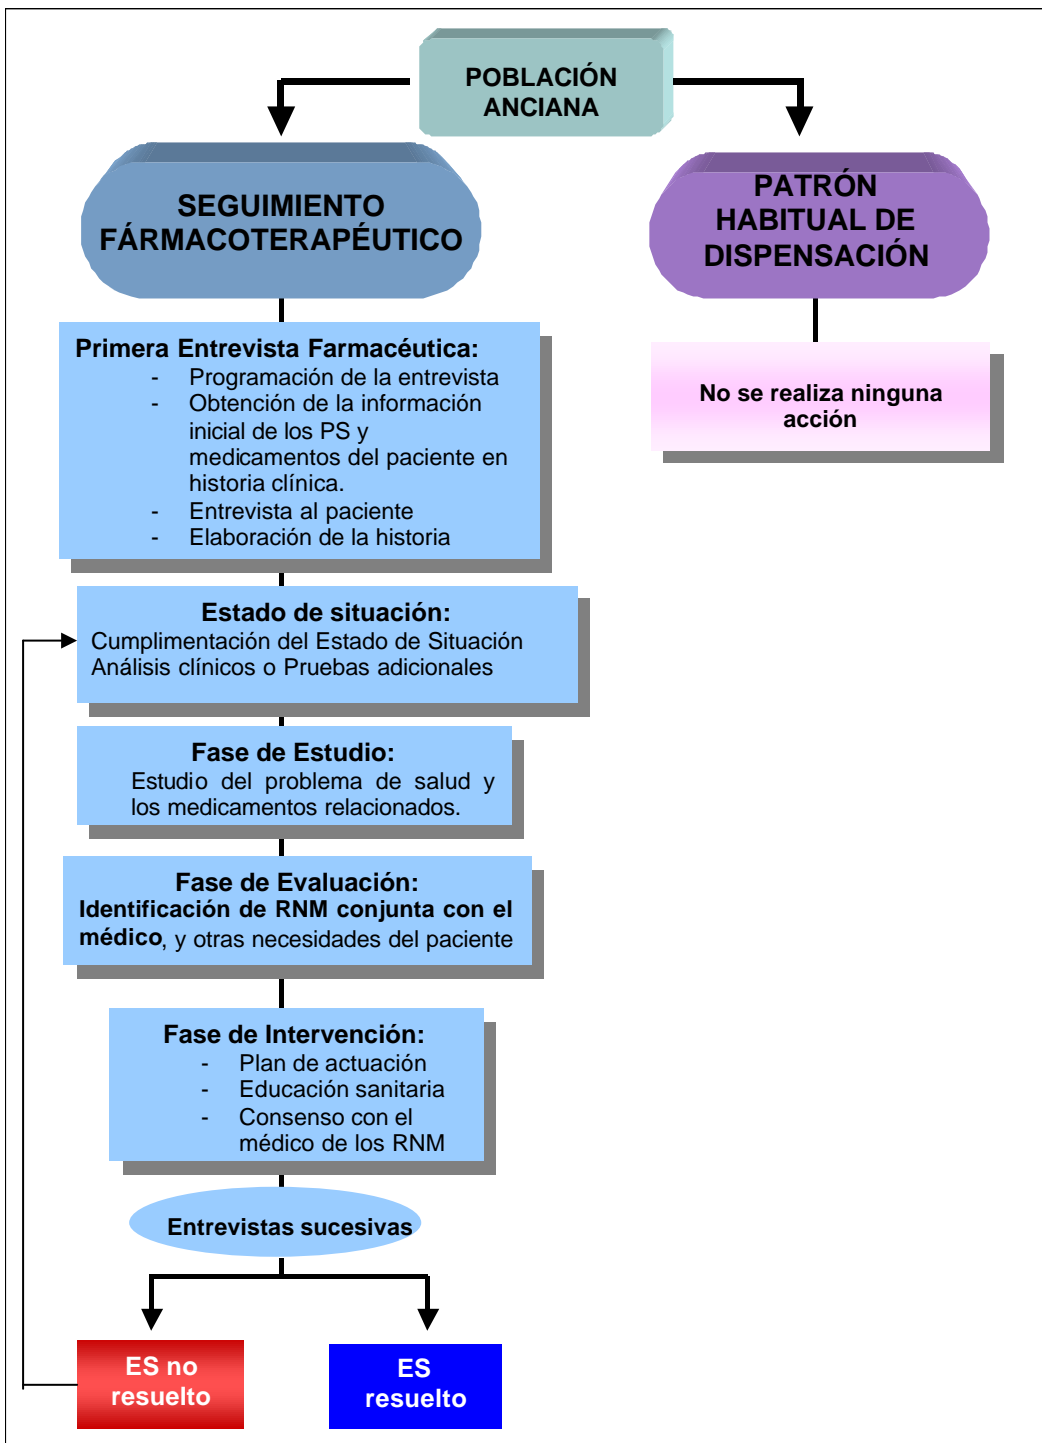 POBLACIÓN
ANCIANA
SEGUIMIENTO
FÁRMACOTERAPÉUTICO
PATRÓN
HABITUAL DE
DISPENSACIÓN
Primera Entrevista Farmacéutica:
- Programación de la entrevista
- Obtención de la información
inicial de los PS y
medicamentos del paciente en
historia clínica.
- Entrevista al paciente
- Elaboración de la historia
No se realiza ninguna
acción
Estado de situación:
Cumplimentación del Estado de Situación
Análisis clínicos o Pruebas adicionales
Fase de Estudio:
Estudio del problema de salud y
los medicamentos relacionados.
Fase de Evaluación:
Identificación de RNM conjunta con el
médico, y otras necesidades del paciente
Fase de Intervención:
- Plan de actuación
- Educación sanitaria
- Consenso con el
médico de los RNM
Entrevistas sucesivas
ES no
resuelto
ES
resuelto